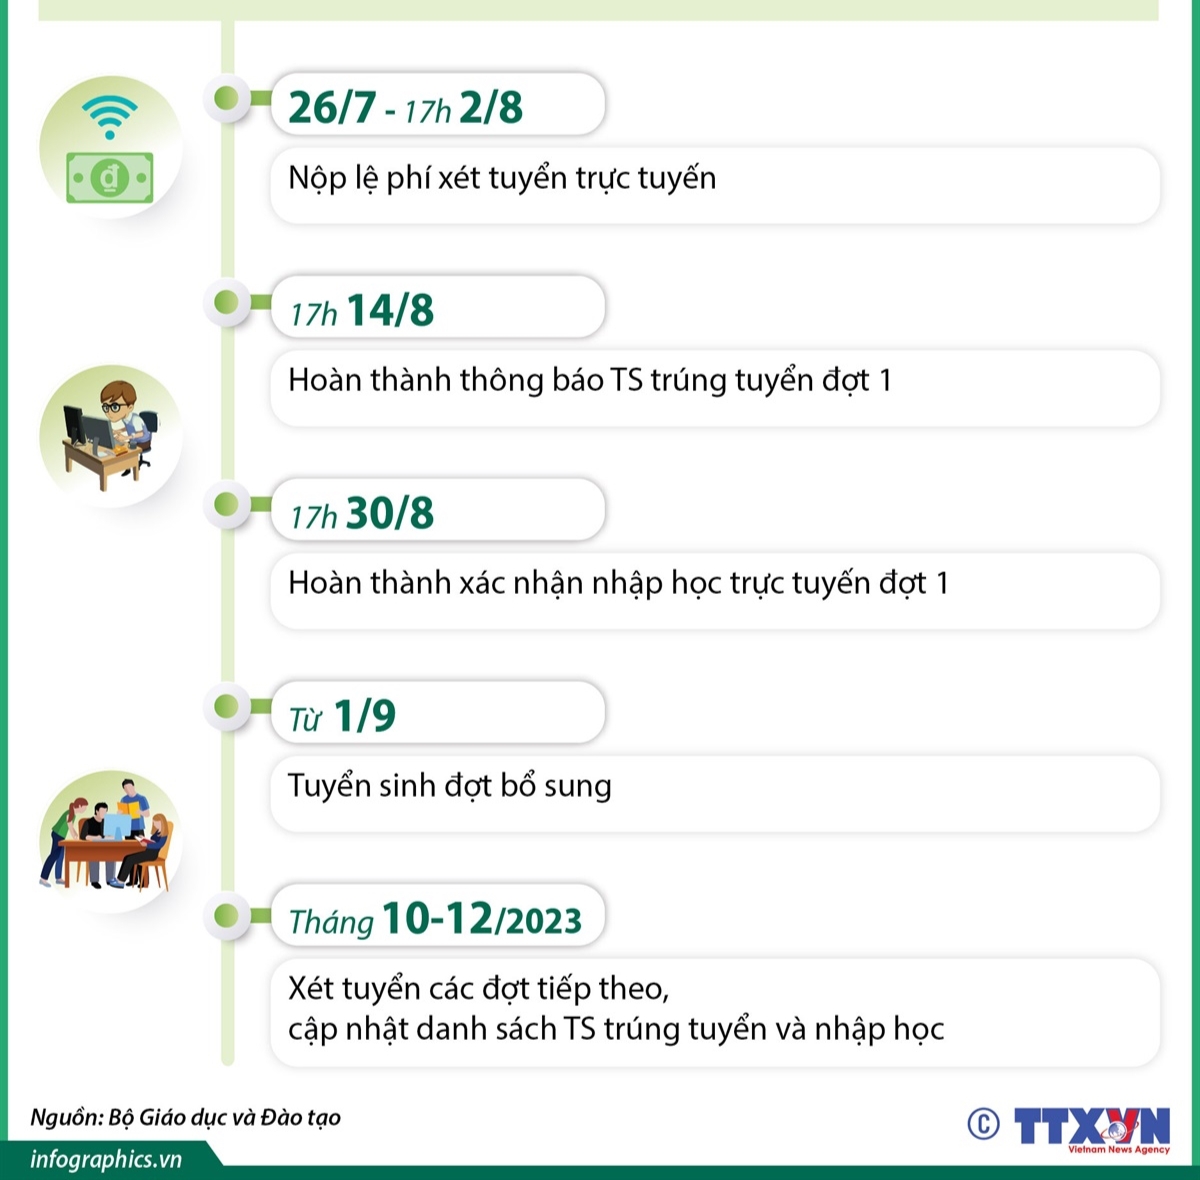 26/7 - 17h 2/8
đ
Nộp lệ phí xét tuyển trực tuyến
17h 14/8
Hoàn thành thông báo TS trúng tuyển đợt 1
17h 30/8
Hoàn thành xác nhận nhập học trực tuyến đợt 1
Từ 1/9
Tuyển sinh đợt bổ sung
Tháng 10-12/2023
Xét tuyển các đợt tiếp theo,
cập nhật danh sách TS trúng tuyển và nhập học
Nguồn: Bộ Giáo dục và Đào tạo
© TTXVN
Vietnam News Agency
infographics.vn